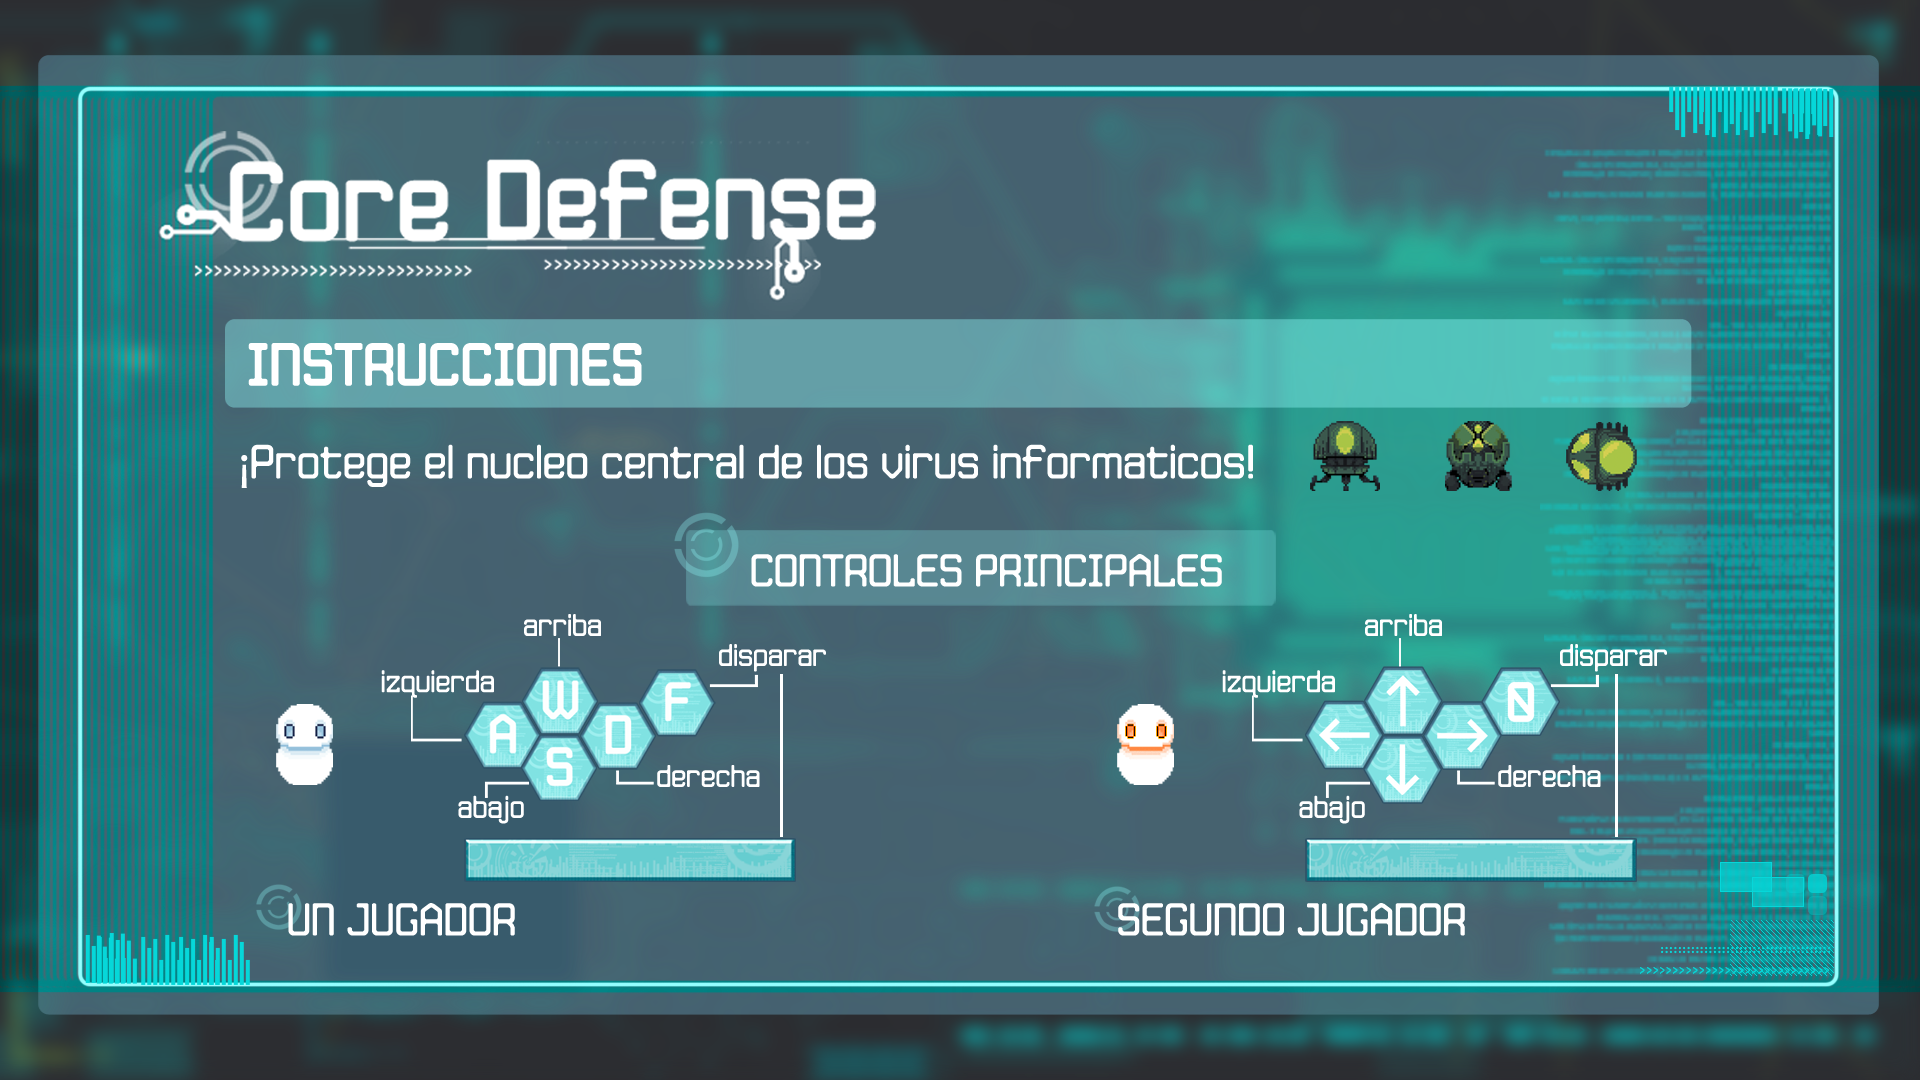 Core Defense
>>>>>>>>>>>>>>>>>>>>>>>>>>>> >>>>>>>>>>>>>>>>>>>>>>>>>>>>
INSTRUCCIONES
¡Protege el nucleo central de los virus informaticos!
CONTROLES PRINCIPALES
arriba
disparar
izquierda
W
F
A
D
S
derecha
abajo
UN JUGADOR
arriba
disparar
izquierda
↑
0
←
→
↓
derecha
abajo
SEGUNDO JUGADOR